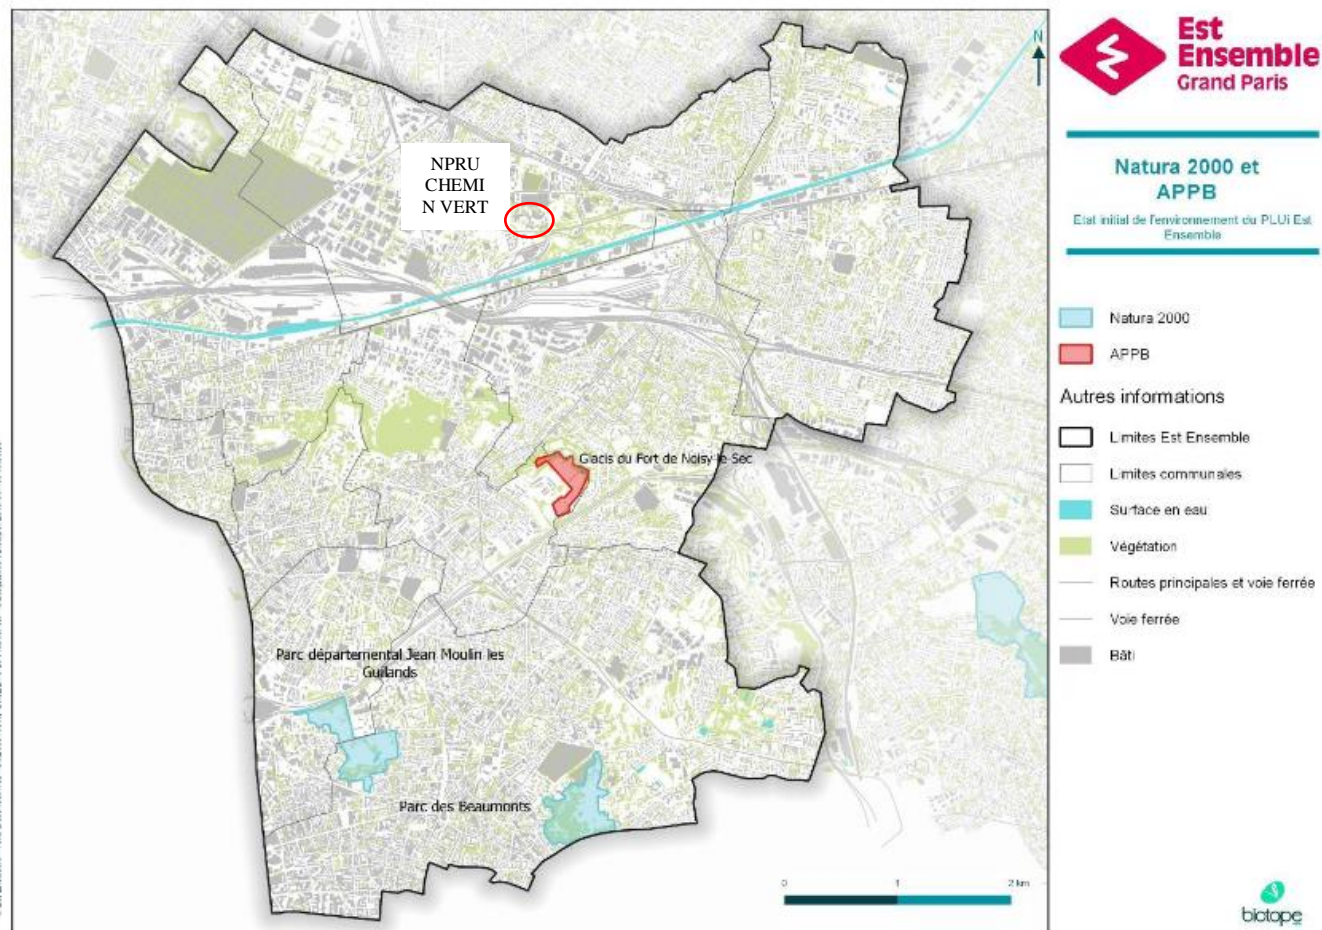 NPRU
CHEMI
N VERT
N
Glacis du Fort de Noisy-le-Sec
Parc départemental Jean Moulin les
Guilands
Parc des Beaumonts
0 1 2 km
Est
Ensemble
Grand Paris
Natura 2000 et
APPB
Etat initial de l'environnement du PLUi Est
Ensemble
Natura 2000
APPB
Autres informations
Limites Est Ensemble
Limites communales
Surface en eau
Végétation
Routes principales et voie ferrée
Voie ferrée
Bâti
biotope